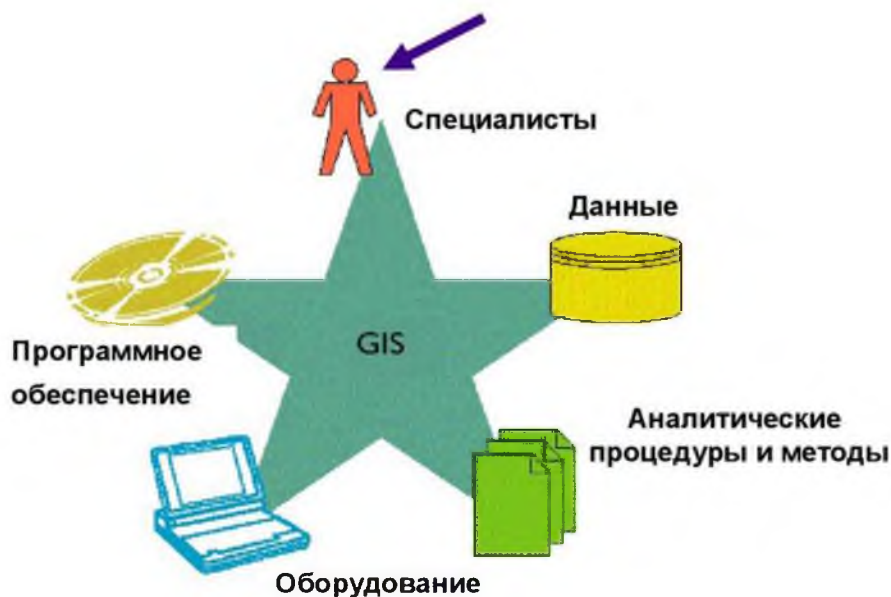 Специалисты
Данные
GIS
Программное
обеспечение
Аналитические
процедуры и методы
Оборудование